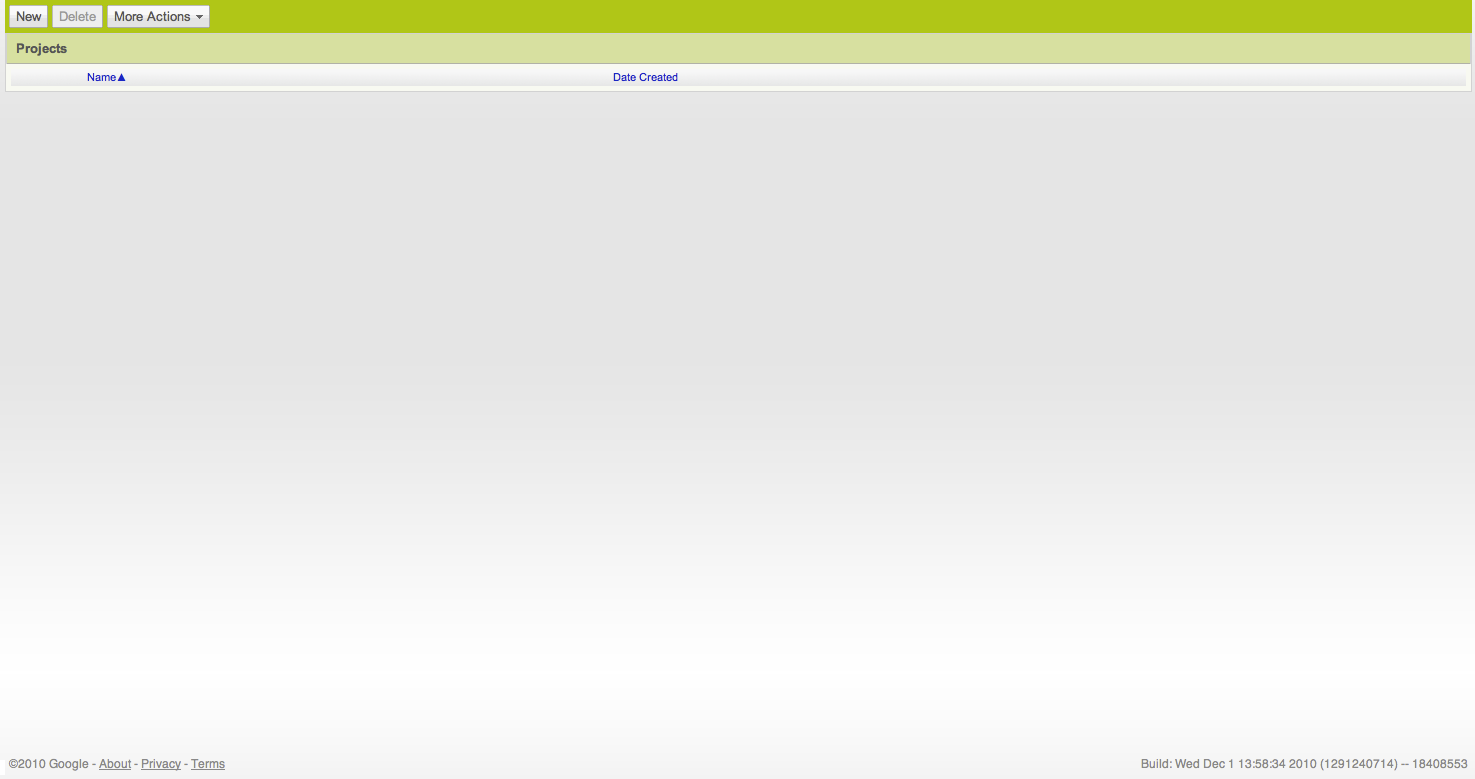 New Delete More Actions
Projects
Name▲ Date Created
©2010 Google - About - Privacy - Terms Build: Wed Dec 1 13:58:34 2010 (1291240714) -- 18408553